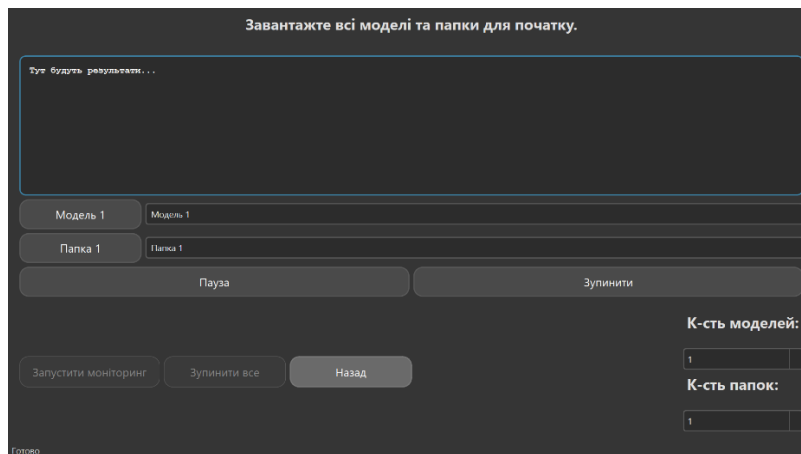 Завантажте всі моделі та папки для початку.
Тут будуть результати...
Модель 1 Модель 1
Папка 1 Папка 1
Пауза Зупинити
К-сть моделей:
1
Запустити моніторинг Зупинити все Назад
К-сть папок:
1
Готово